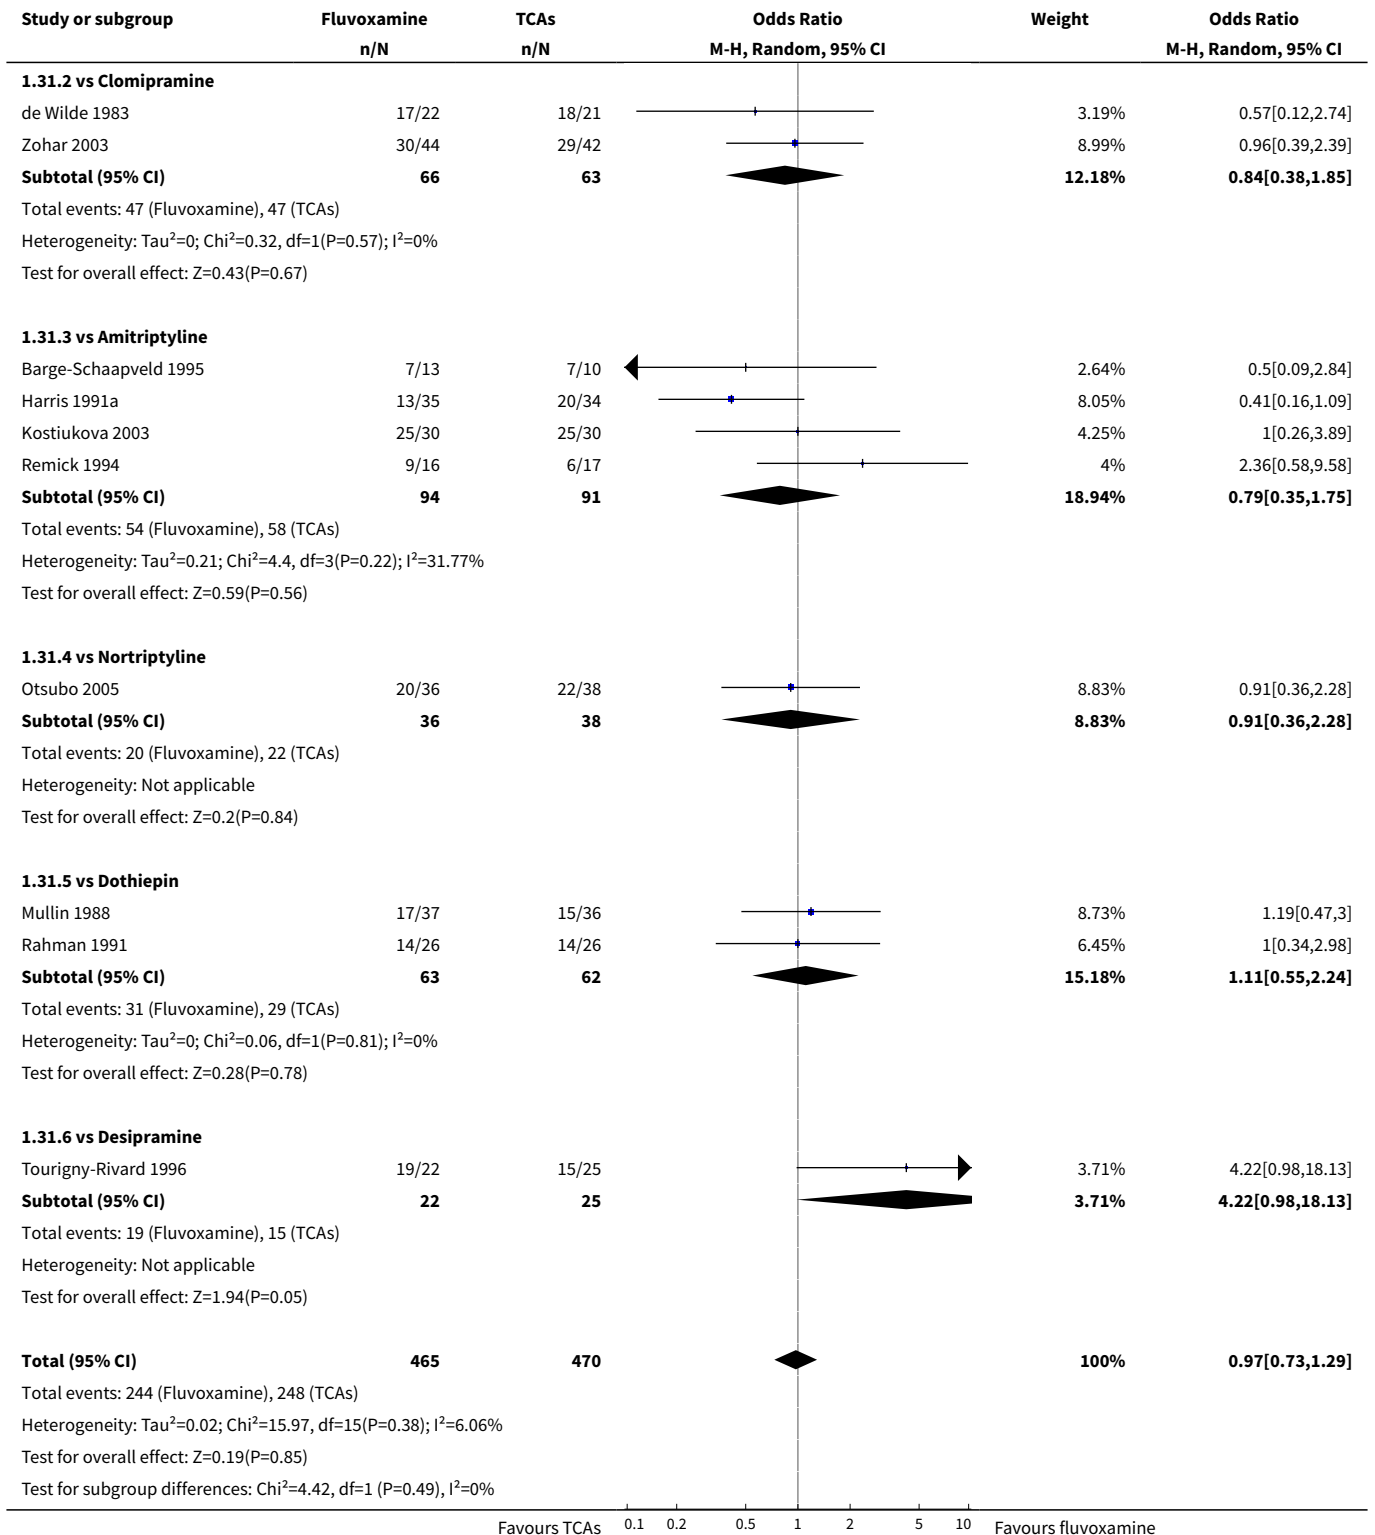 Study or subgroup Fluvoxamine TCAs Odds Ratio Weight Odds Ratio
n/N n/N M-H, Random, 95% CI M-H, Random, 95% CI
1.31.2 vs Clomipramine
de Wilde 1983 17/22 18/21 3.19% 0.57[0.12,2.74]
Zohar 2003 30/44 29/42 8.99% 0.96[0.39,2.39]
Subtotal (95% CI) 66 63 12.18% 0.84[0.38,1.85]
Total events: 47 (Fluvoxamine), 47 (TCAs)
Heterogeneity: Tau²=0; Chi²=0.32, df=1(P=0.57); I²=0%
Test for overall effect: Z=0.43(P=0.67)
1.31.3 vs Amitriptyline
Barge-Schaapveld 1995 7/13 7/10 2.64% 0.5[0.09,2.84]
Harris 1991a 13/35 20/34 8.05% 0.41[0.16,1.09]
Kostiukova 2003 25/30 25/30 4.25% 1[0.26,3.89]
Remick 1994 9/16 6/17 4% 2.36[0.58,9.58]
Subtotal (95% CI) 94 91 18.94% 0.79[0.35,1.75]
Total events: 54 (Fluvoxamine), 58 (TCAs)
Heterogeneity: Tau²=0.21; Chi²=4.4, df=3(P=0.22); I²=31.77%
Test for overall effect: Z=0.59(P=0.56)
1.31.4 vs Nortriptyline
Otsubo 2005 20/36 22/38 8.83% 0.91[0.36,2.28]
Subtotal (95% CI) 36 38 8.83% 0.91[0.36,2.28]
Total events: 20 (Fluvoxamine), 22 (TCAs)
Heterogeneity: Not applicable
Test for overall effect: Z=0.2(P=0.84)
1.31.5 vs Dothiepin
Mullin 1988 17/37 15/36 8.73% 1.19[0.47,3]
Rahman 1991 14/26 14/26 6.45% 1[0.34,2.98]
Subtotal (95% CI) 63 62 15.18% 1.11[0.55,2.24]
Total events: 31 (Fluvoxamine), 29 (TCAs)
Heterogeneity: Tau²=0; Chi²=0.06, df=1(P=0.81); I²=0%
Test for overall effect: Z=0.28(P=0.78)
1.31.6 vs Desipramine
Tourigny-Rivard 1996 19/22 15/25 3.71% 4.22[0.98,18.13]
Subtotal (95% CI) 22 25 3.71% 4.22[0.98,18.13]
Total events: 19 (Fluvoxamine), 15 (TCAs)
Heterogeneity: Not applicable
Test for overall effect: Z=1.94(P=0.05)
Total (95% CI) 465 470 100% 0.97[0.73,1.29]
Total events: 244 (Fluvoxamine), 248 (TCAs)
Heterogeneity: Tau²=0.02; Chi²=15.97, df=15(P=0.38); I²=6.06%
Test for overall effect: Z=0.19(P=0.85)
Test for subgroup differences: Chi²=4.42, df=1 (P=0.49), I²=0%
Favours TCAs 0.1 0.2 0.5 1 2 5 10 Favours fluvoxamine